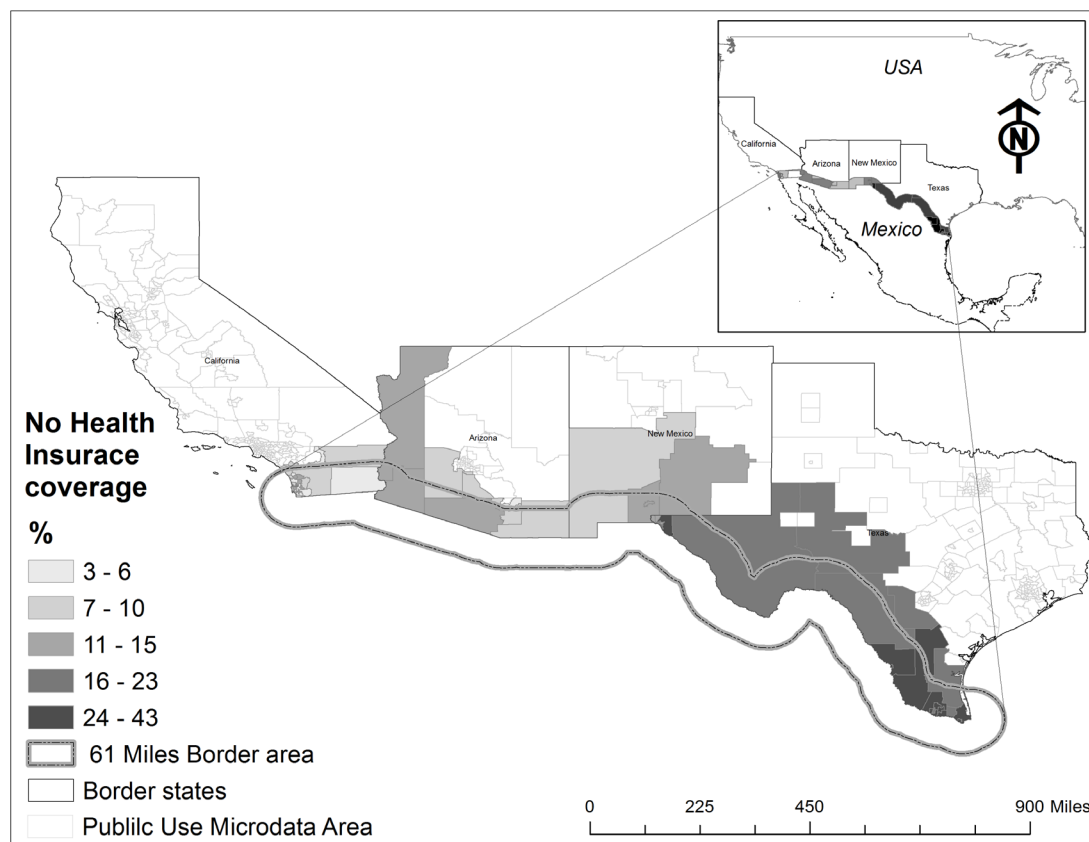 USA
N
California
Arizona
New Mexico
Texas
Mexico
California
Arizona
New Mexico
Texas
No Health
Insurace
coverage
%
3 - 6
7 - 10
11 - 15
16 - 23
24 - 43
61 Miles Border area
Border states
Publilc Use Microdata Area
0 225 450 900 Miles